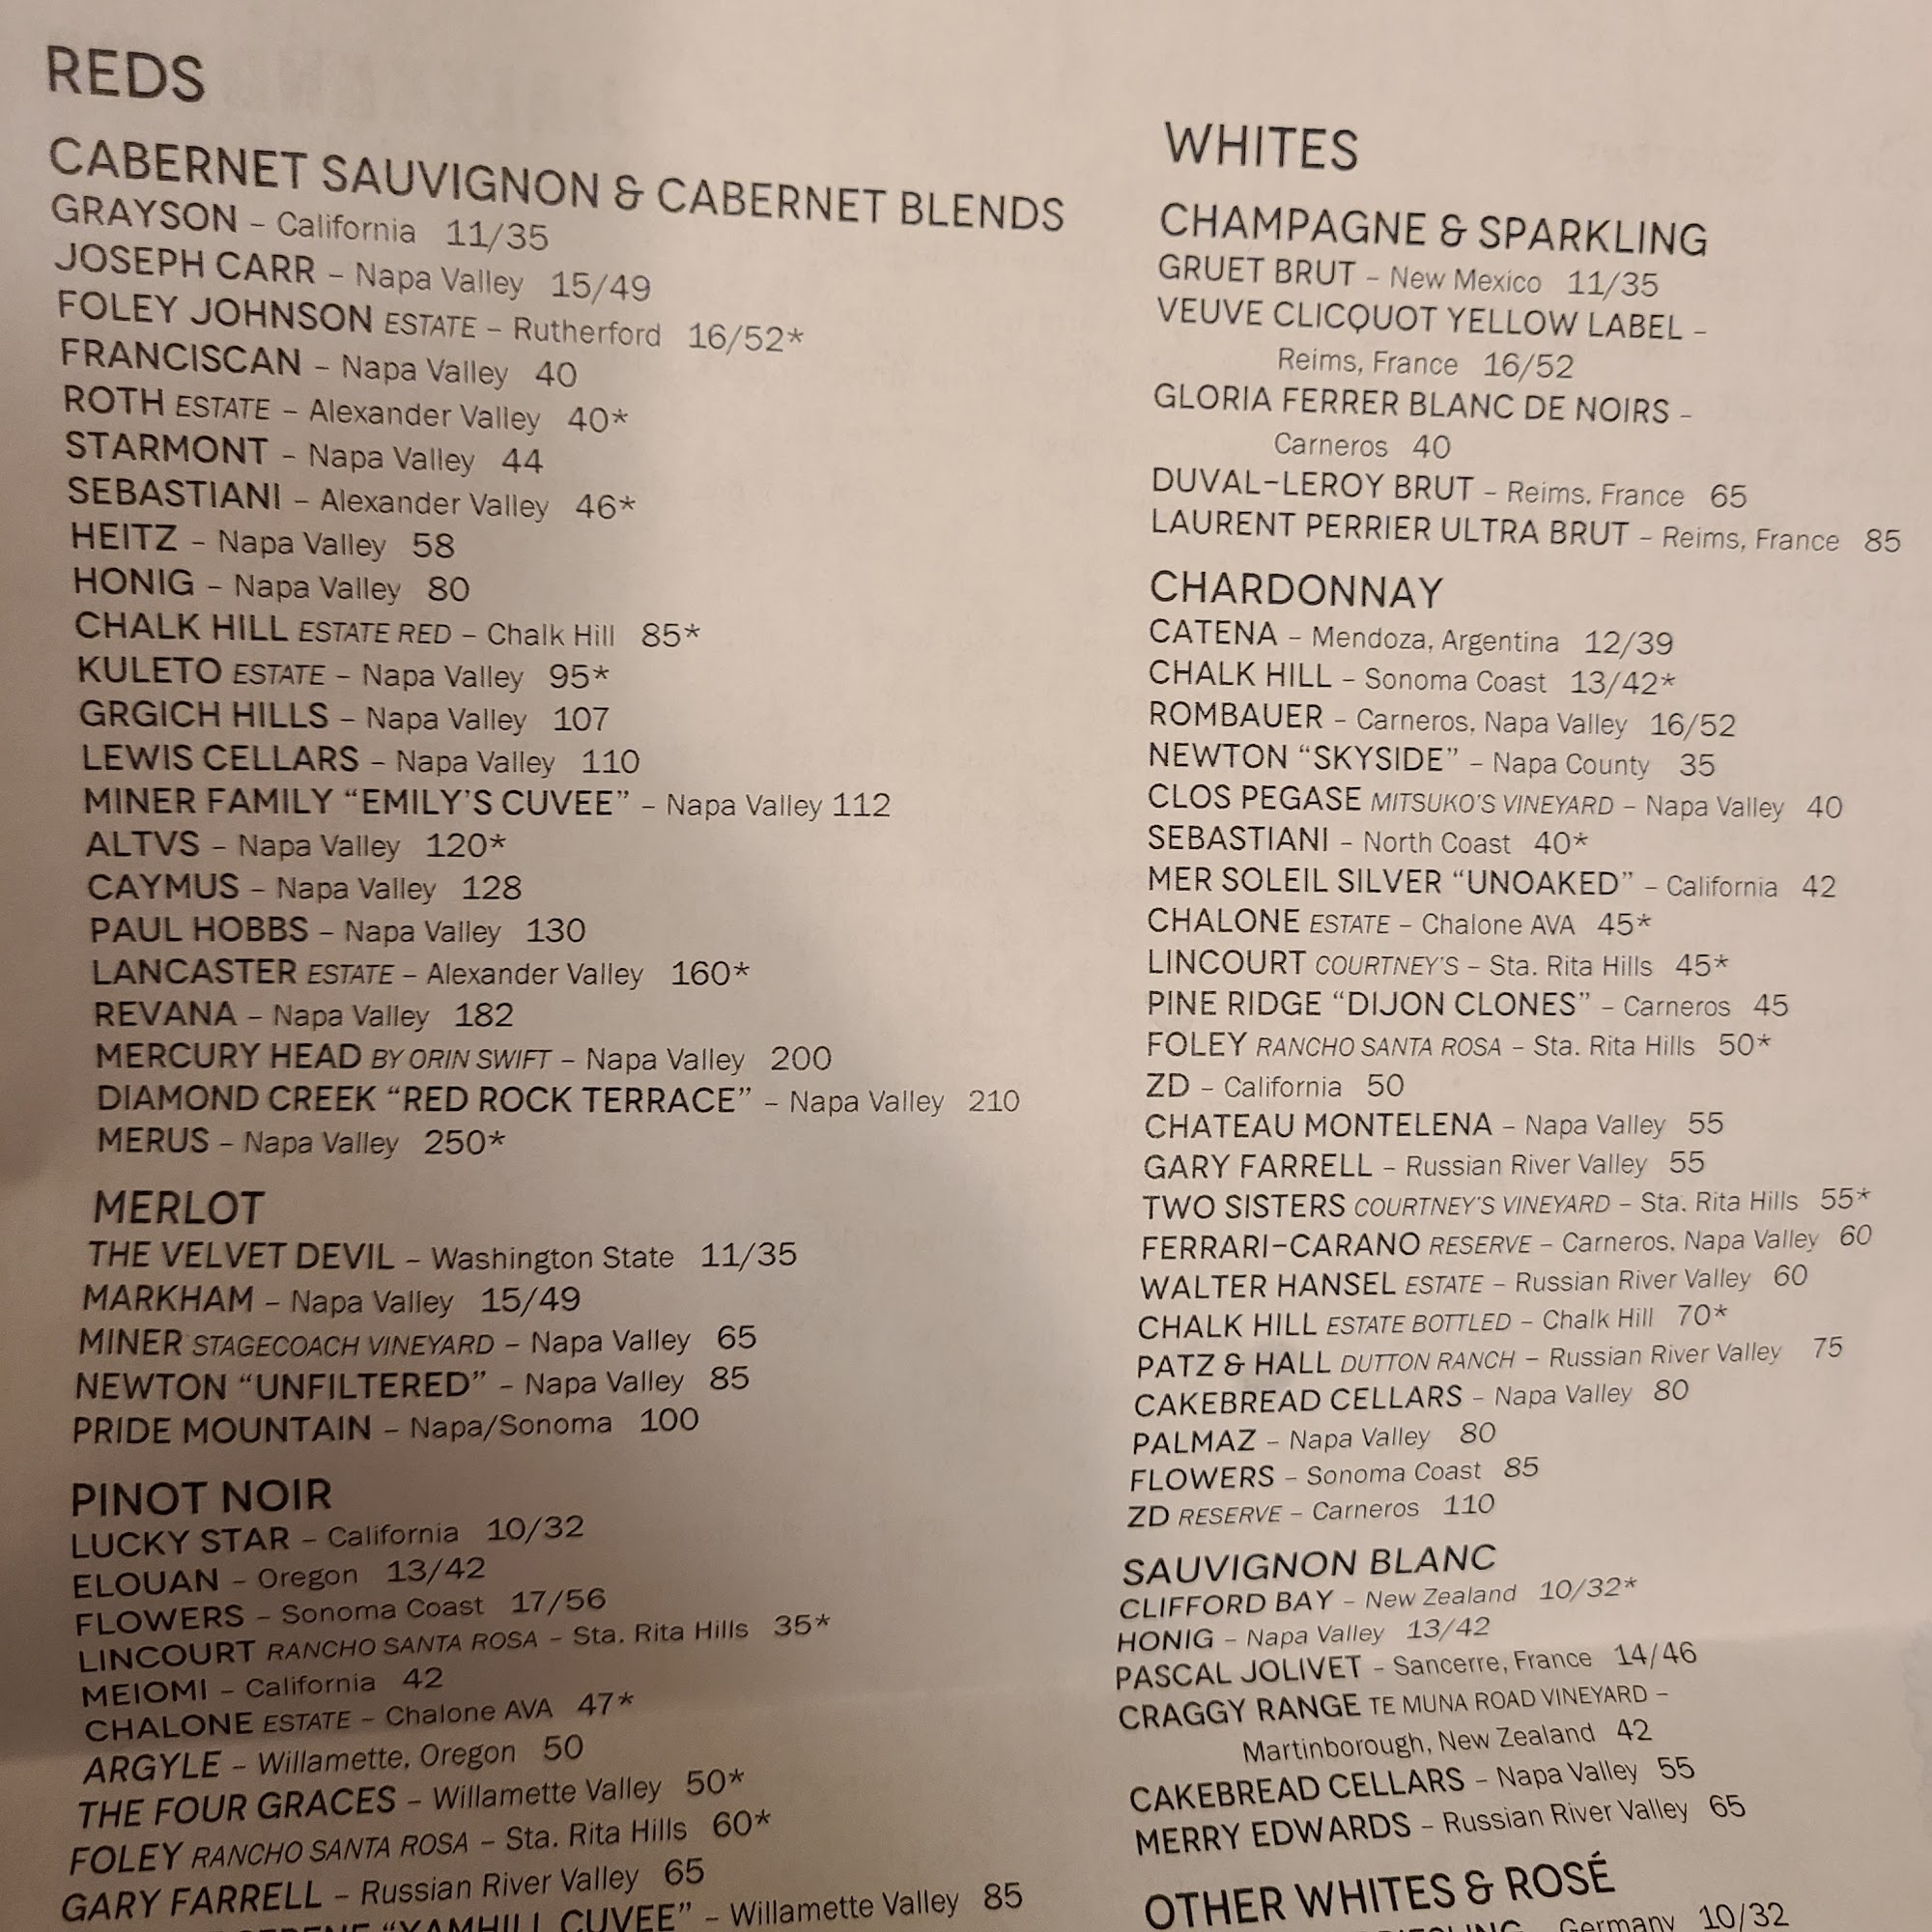 REDS
CABERNET SAUVIGNON & CABERNET BLENDS
GRAYSON – California 11/35
JOSEPH CARR – Napa Valley 15/49
FOLEY JOHNSON ESTATE – Rutherford 16/52*
FRANCISCAN – Napa Valley 40
ROTH ESTATE – Alexander Valley 40*
STARMONT – Napa Valley 44
SEBASTIANI – Alexander Valley 46*
HEITZ – Napa Valley 58
HONIG – Napa Valley 80
CHALK HILL ESTATE RED – Chalk Hill 85*
KULETO ESTATE – Napa Valley 95*
GRGICH HILLS – Napa Valley 107
LEWIS CELLARS – Napa Valley 110
MINER FAMILY “EMILY’S CUVEE” – Napa Valley 112
ALTVS – Napa Valley 120*
CAYMUS – Napa Valley 128
PAUL HOBBS – Napa Valley 130
LANCASTER ESTATE – Alexander Valley 160*
REVANA – Napa Valley 182
MERCURY HEAD BY ORIN SWIFT – Napa Valley 200
DIAMOND CREEK “RED ROCK TERRACE” – Napa Valley 210
MERUS – Napa Valley 250*
MERLOT
THE VELVET DEVIL – Washington State 11/35
MARKHAM – Napa Valley 15/49
MINER STAGECOACH VINEYARD – Napa Valley 65
NEWTON “UNFILTERED” – Napa Valley 85
PRIDE MOUNTAIN – Napa/Sonoma 100
PINOT NOIR
LUCKY STAR – California 10/32
ELOUAN – Oregon 13/42
FLOWERS – Sonoma Coast 17/56
LINCOURT RANCHO SANTA ROSA – Sta. Rita Hills 35*
MEIOMI – California 42
CHALONE ESTATE – Chalone AVA 47*
ARGYLE – Willamette, Oregon 50
THE FOUR GRACES – Willamette Valley 50*
FOLEY RANCHO SANTA ROSA – Sta. Rita Hills 60*
GARY FARRELL – Russian River Valley 65
“YAMHILL CUVEE” – Willamette Valley 85
WHITES
CHAMPAGNE & SPARKLING
GRUET BRUT – New Mexico 11/35
VEUVE CLICQUOT YELLOW LABEL –
Reims, France 16/52
GLORIA FERRER BLANC DE NOIRS –
Carneros 40
DUVAL-LEROY BRUT – Reims, France 65
LAURENT PERRIER ULTRA BRUT – Reims, France 85
CHARDONNAY
CATENA – Mendoza, Argentina 12/39
CHALK HILL – Sonoma Coast 13/42*
ROMBAUER – Carneros, Napa Valley 16/52
NEWTON “SKYSIDE” – Napa County 35
CLOS PEGASE MITSUKO’S VINEYARD – Napa Valley 40
SEBASTIANI – North Coast 40*
MER SOLEIL SILVER “UNOAKED” – California 42
CHALONE ESTATE – Chalone AVA 45*
LINCOURT COURTNEY’S – Sta. Rita Hills 45*
PINE RIDGE “DIJON CLONES” – Carneros 45
FOLEY RANCHO SANTA ROSA – Sta. Rita Hills 50*
ZD – California 50
CHATEAU MONTELENA – Napa Valley 55
GARY FARRELL – Russian River Valley 55
TWO SISTERS COURTNEY’S VINEYARD – Sta. Rita Hills 55*
FERRARI-CARANO RESERVE – Carneros, Napa Valley 60
WALTER HANSEL ESTATE – Russian River Valley 60
CHALK HILL ESTATE BOTTLED – Chalk Hill 70*
PATZ & HALL DUTTON RANCH – Russian River Valley 75
CAKEBREAD CELLARS – Napa Valley 80
PALMAZ – Napa Valley 80
FLOWERS – Sonoma Coast 85
ZD RESERVE – Carneros 110
SAUVIGNON BLANC
CLIFFORD BAY – New Zealand 10/32*
HONIG – Napa Valley 13/42
PASCAL JOLIVET – Sancerre, France 14/46
CRAGGY RANGE TE MUNA ROAD VINEYARD –
Martinborough, New Zealand 42
CAKEBREAD CELLARS – Napa Valley 55
MERRY EDWARDS – Russian River Valley 65
OTHER WHITES & ROSÉ
Germany 10/32